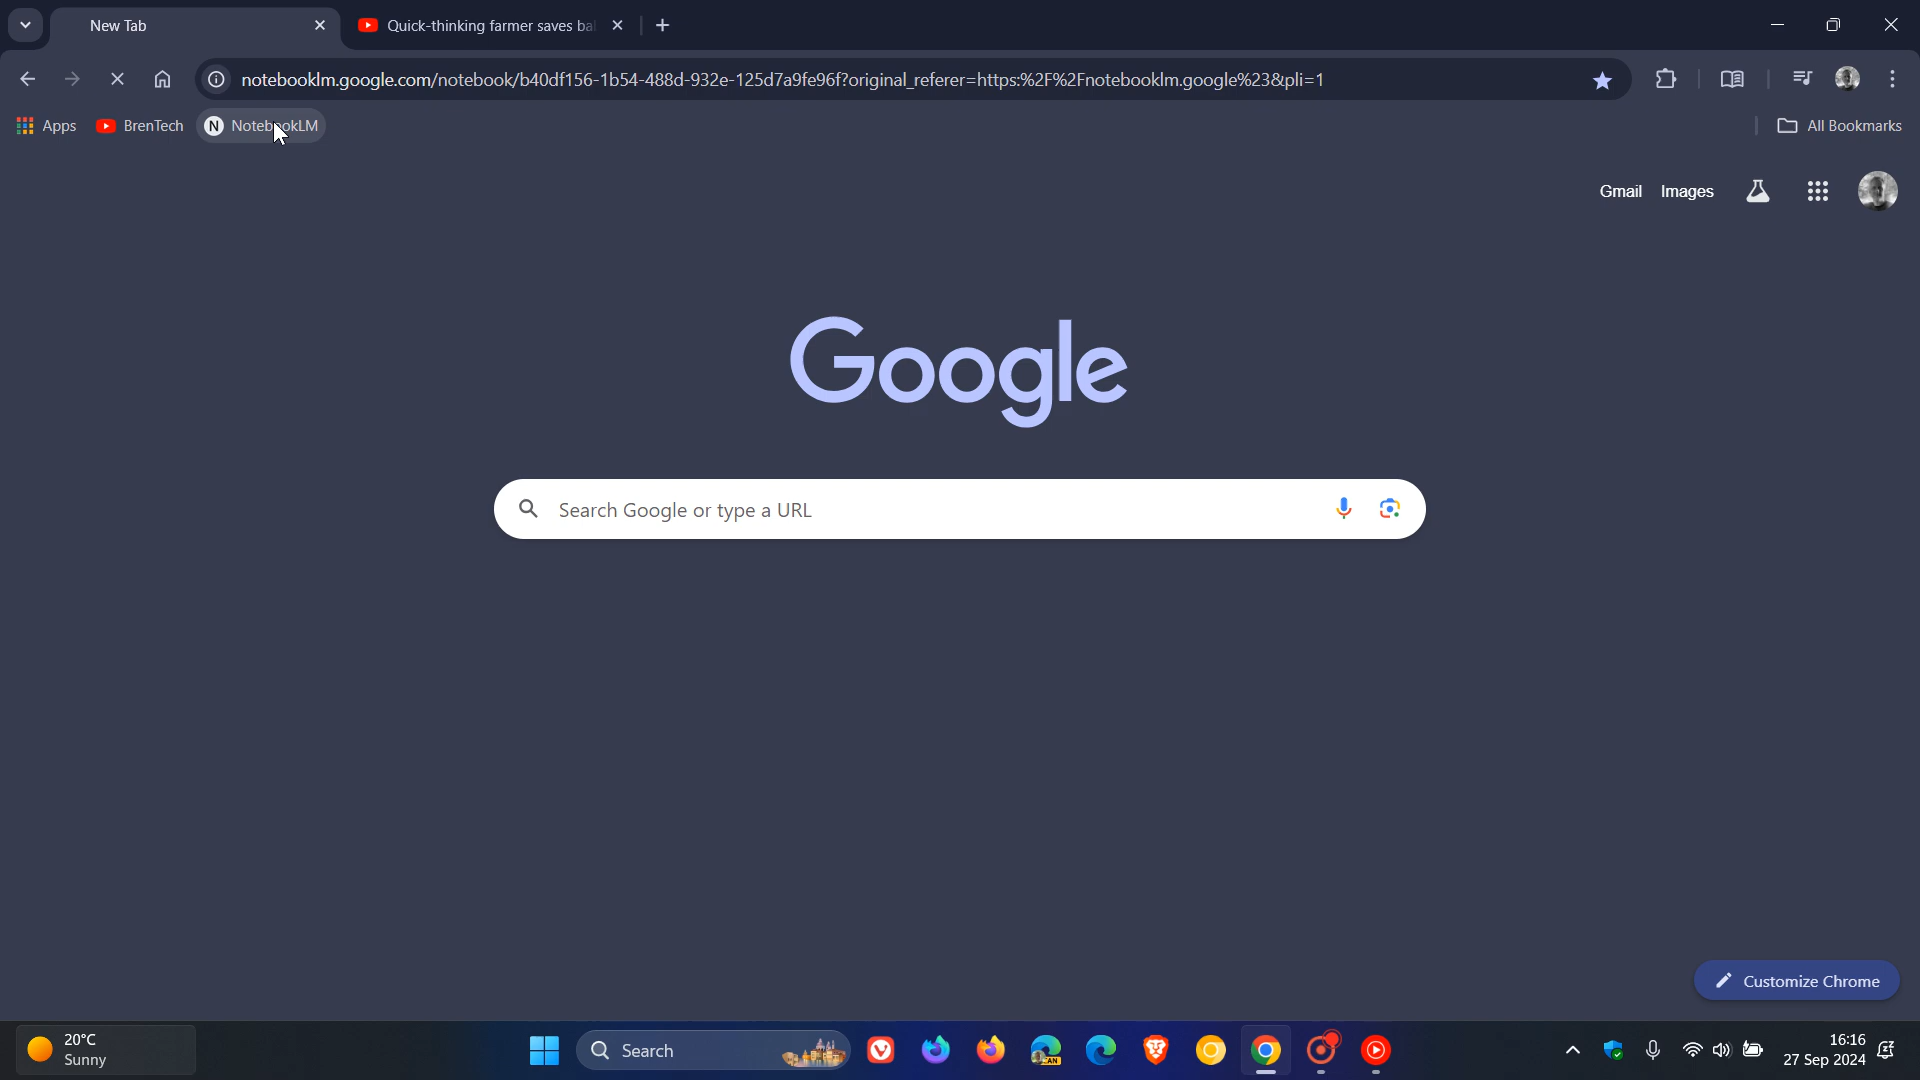 New Tab
Quick-thinking farmer saves ba
notebooklm.google.com/notebook/b40df156-1b54-488d-932e-125d7a9fe96f?original_referer=https:%2F%2Fnotebooklm.google%23&pli=1
Apps
BrenTech
N NotebookLM
All Bookmarks
Gmail
Images
Google
Search Google or type a URL
Customize Chrome
20°C
Sunny
Search
CAN
16:16
27 Sep 2024